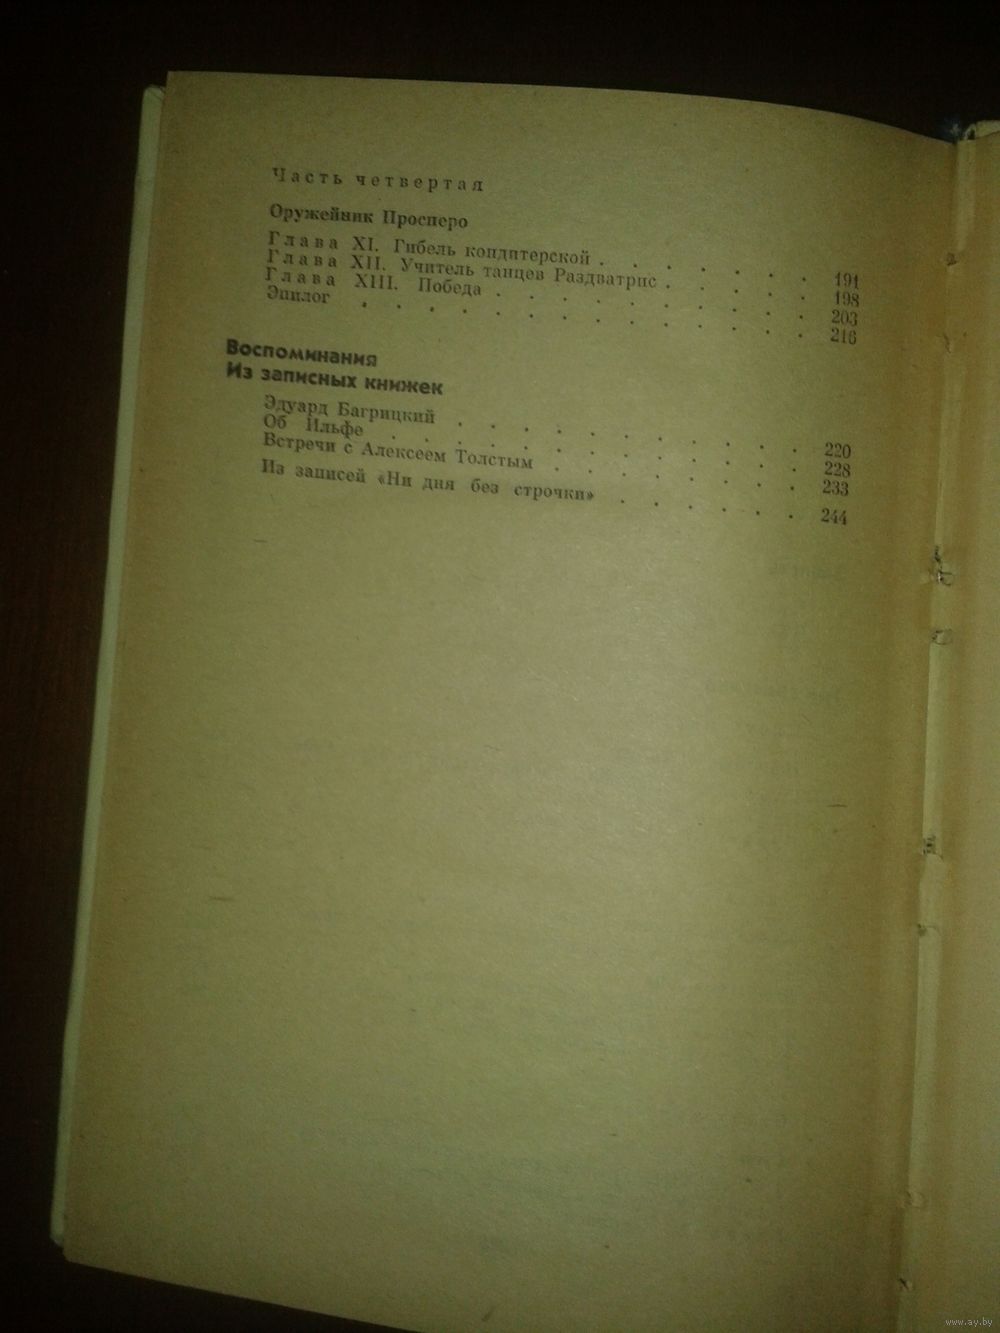 Часть четвертая
Оружейник Просперо
Глава XI. Гибель кондитерской . . . . . . . 191
Глава XII. Учитель танцев Раздватрис . . . . . 198
Глава XIII. Победа . . . . . . . . . . 203
Эпилог . . . . . . . . . . . . . . 216
Воспоминания
Из записных книжек
Эдуард Багрицкий . . . . . . . . . . . 220
Об Ильфе . . . . . . . . . . . . . 228
Встречи с Алексеем Толстым . . . . . . . . 233
Из записей «Ни дня без строчки» . . . . . . 244
www.ay.by